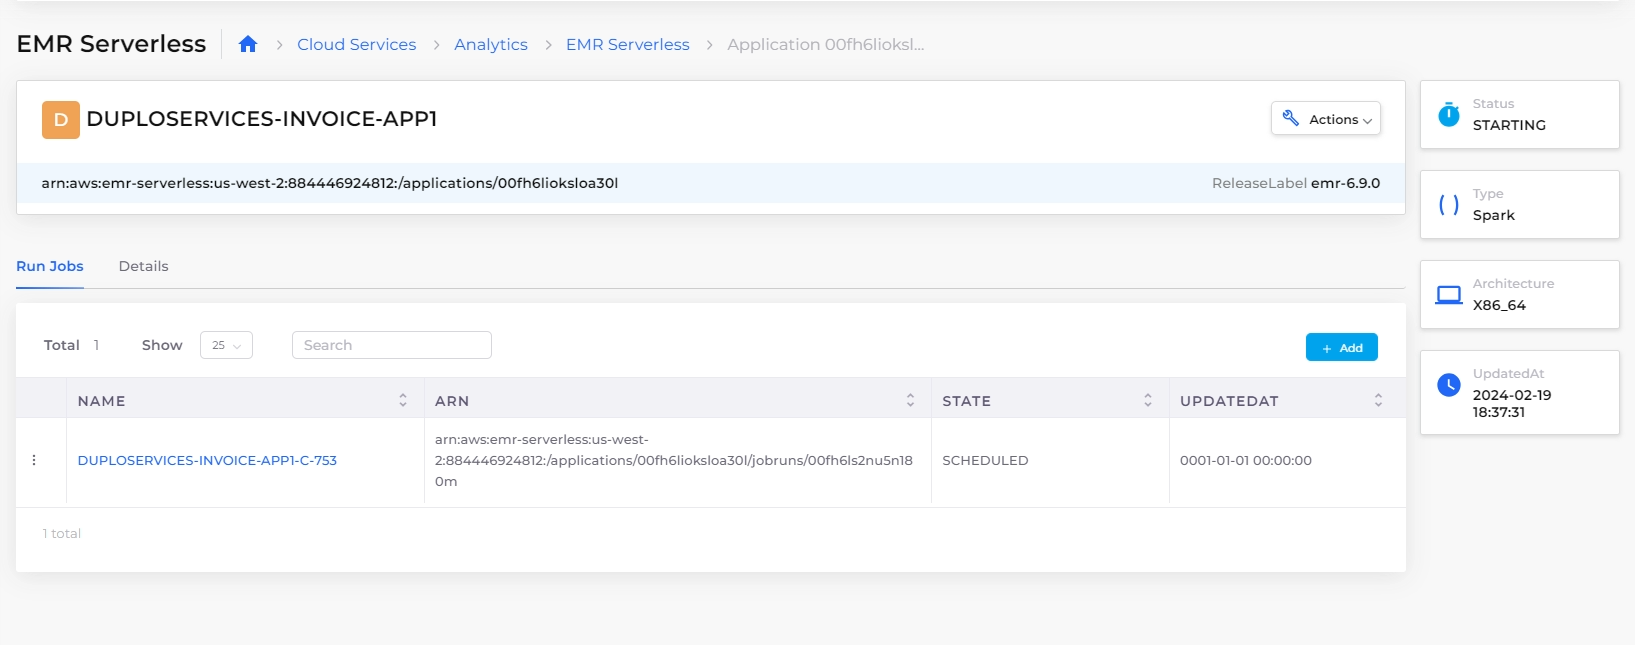 EMR Serverless
Cloud Services > Analytics > EMR Serverless > Application 00fh6lioksl...
D DUPLOSERVICES-INVOICE-APP1
Actions
arn:aws:emr-serverless:us-west-2:884446924812:/applications/00fh6lioksloa30l
ReleaseLabel emr-6.9.0
Status
STARTING
Type
Spark
Architecture
X86_64
UpdatedAt
2024-02-19
18:37:31
Run Jobs Details
Total 1 Show 25 Search
+ Add
NAME ARN STATE UPDATEDAT
DUPLOSERVICES-INVOICE-APP1-C-753
arn:aws:emr-serverless:us-west-
2:884446924812:/applications/00fh6lioksloa30l/jobruns/00fh6ls2nu5n18
0m
SCHEDULED
0001-01-01 00:00:00
1 total